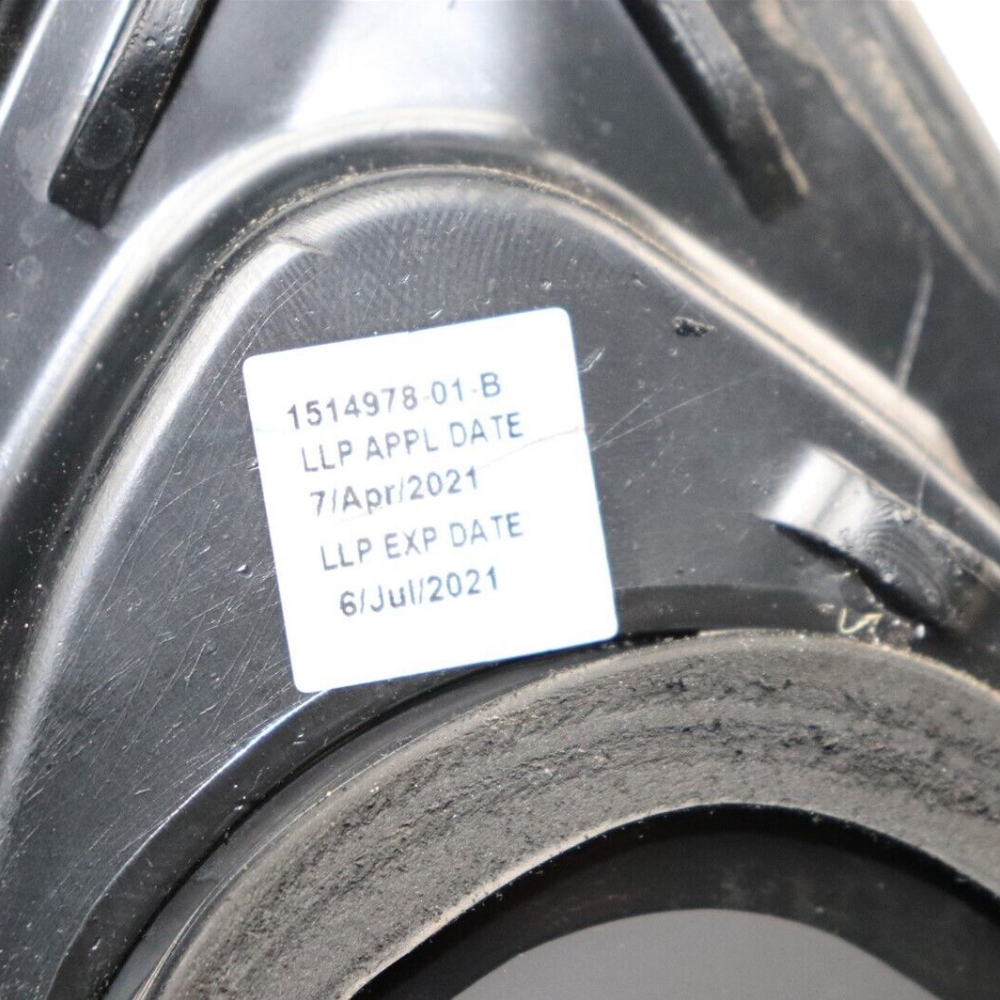 1514978-01-B
LLP APPL DATE
7/Apr/2021
LLP EXP DATE
6/Jul/2021